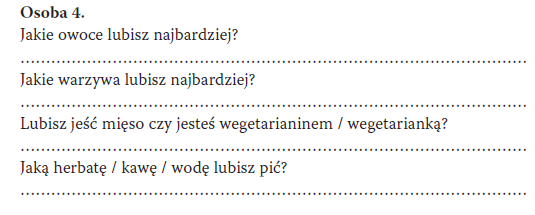 Osoba 4.
Jakie owoce lubisz najbardziej?
....................................................................................................
Jakie warzywa lubisz najbardziej?
....................................................................................................
Lubisz jeść mięso czy jesteś wegetarianinem / wegetarianką?
....................................................................................................
Jaką herbatę / kawę / wodę lubisz pić?
....................................................................................................